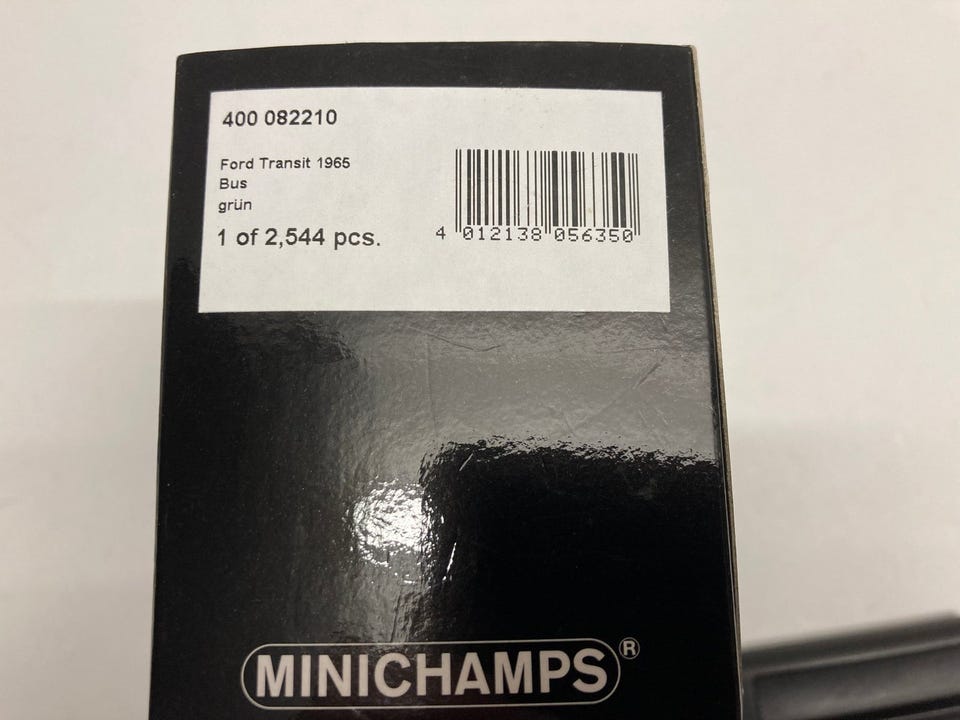 400 082210
Ford Transit 1965
Bus
grün
1 of 2,544 pcs.
4 012138 056350
MINICHAMPS®